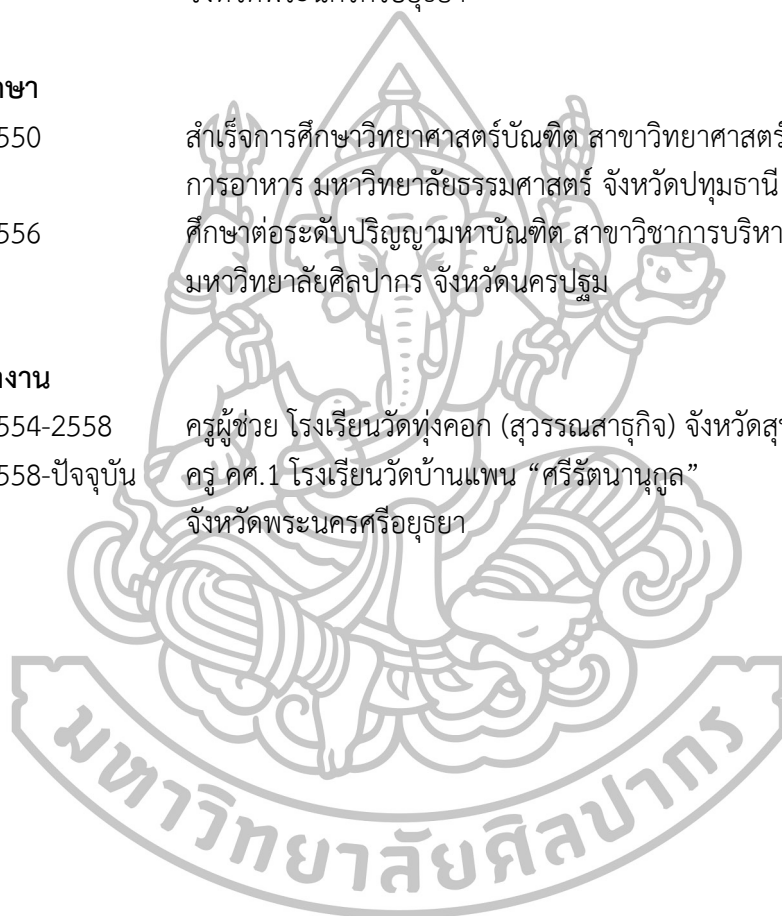 กษา
550 สำเร็จการศึกษาวิทยาศาสตร์บัณฑิต สาขาวิทยาศาสตร์
การอาหาร มหาวิทยาลัยธรรมศาสตร์ จังหวัดปทุมธานี
556 ศึกษาต่อระดับปริญญามหาบัณฑิต สาขาวิชาการบริหา
มหาวิทยาลัยศิลปากร จังหวัดนครปฐม
างาน
554-2558 ครูผู้ช่วย โรงเรียนวัดทุ่งคอก (สุวรรณสาธุกิจ) จังหวัดสุ
558-ปัจจุบัน ครู คศ.1 โรงเรียนวัดบ้านแพน “ศรีรัตนานุกูล”
จังหวัดพระนครศรีอยุธยา
มหาวิทยาลัยศิลปากร